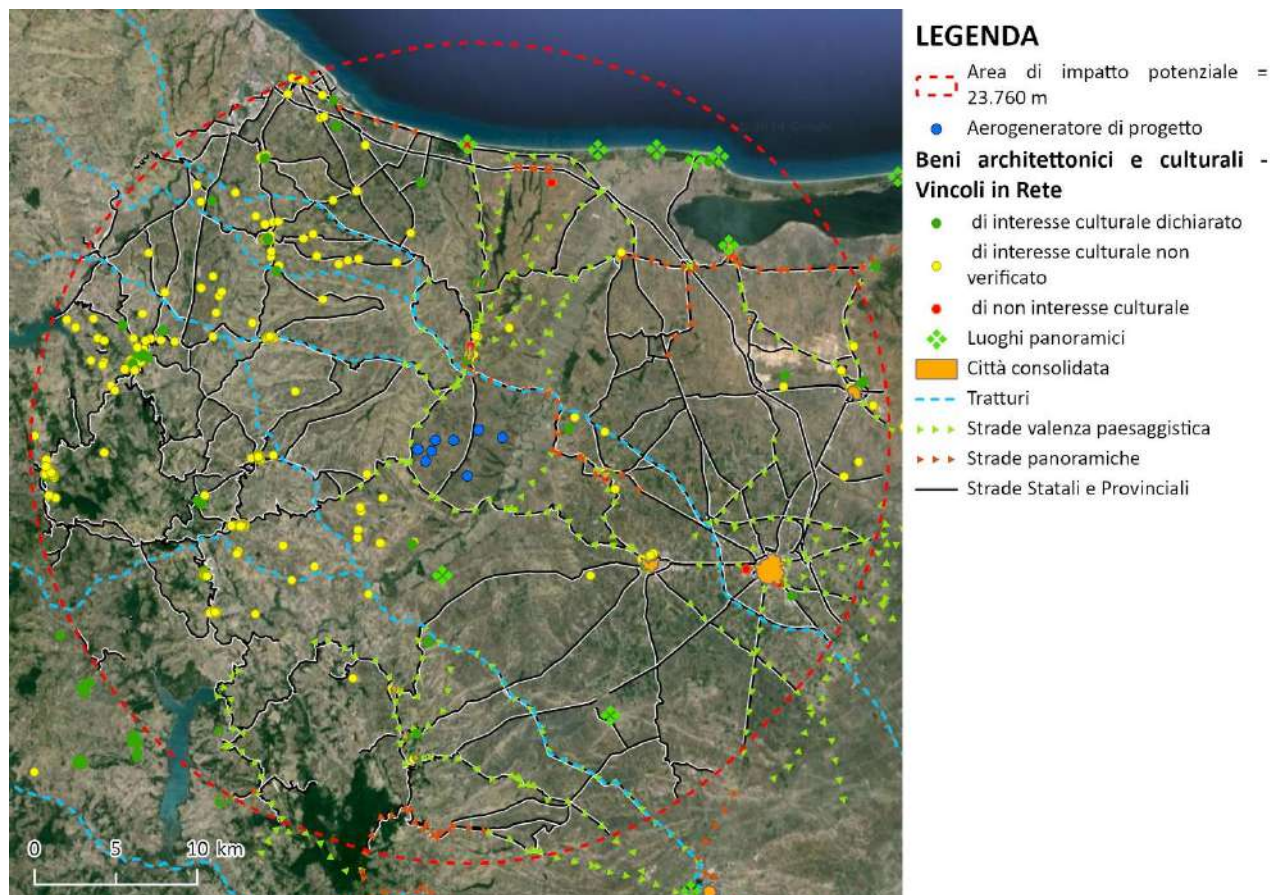 LEGENDA
Area di impatto potenziale =
23.760 m
Aerogeneratore di progetto
Beni architettonici e culturali -
Vincoli in Rete
di interesse culturale dichiarato
di interesse culturale non
verificato
di non interesse culturale
Luoghi panoramici
Città consolidata
Tratturi
Strade valenza paesaggistica
Strade panoramiche
Strade Statali e Provinciali
0 5 10 km